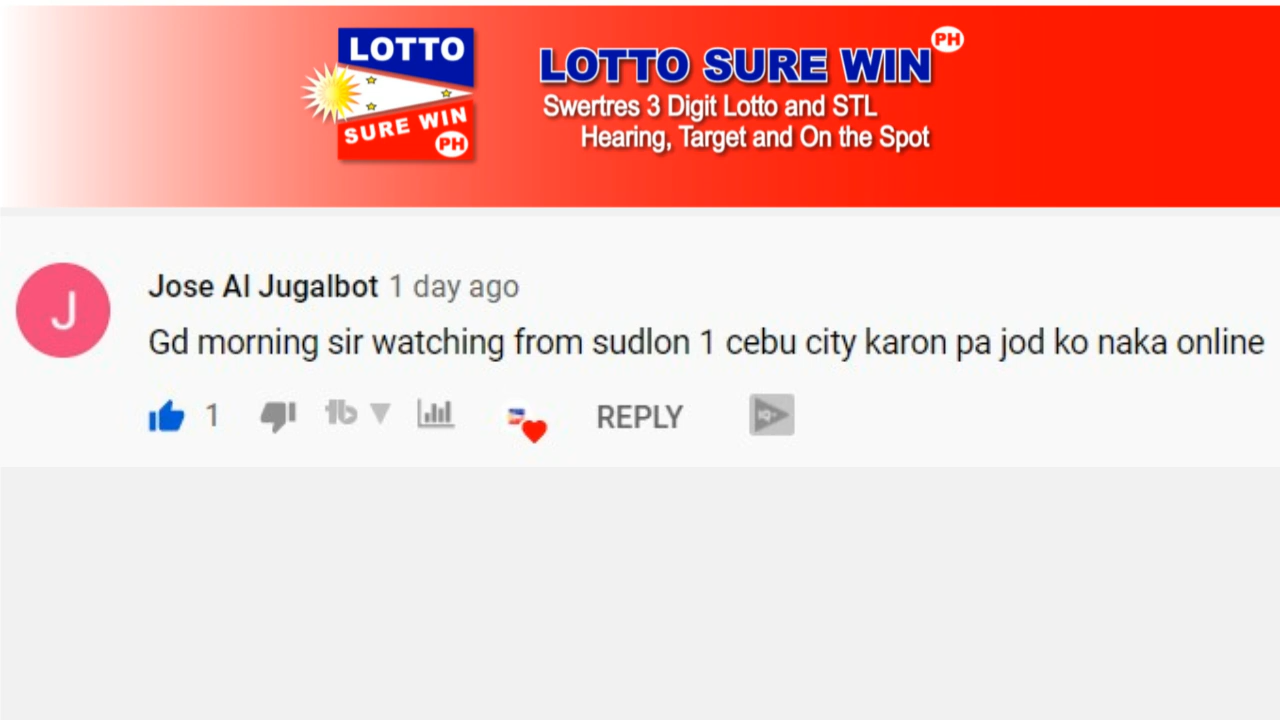 LOTTO
SURE WIN
PH
LOTTO SURE WIN PH
Swertres 3 Digit Lotto and STL
Hearing, Target and On the Spot
J
Jose Al Jugalbot 1 day ago
Gd morning sir watching from sudlon 1 cebu city karon pa jod ko naka online
1 tb REPLY IQ+